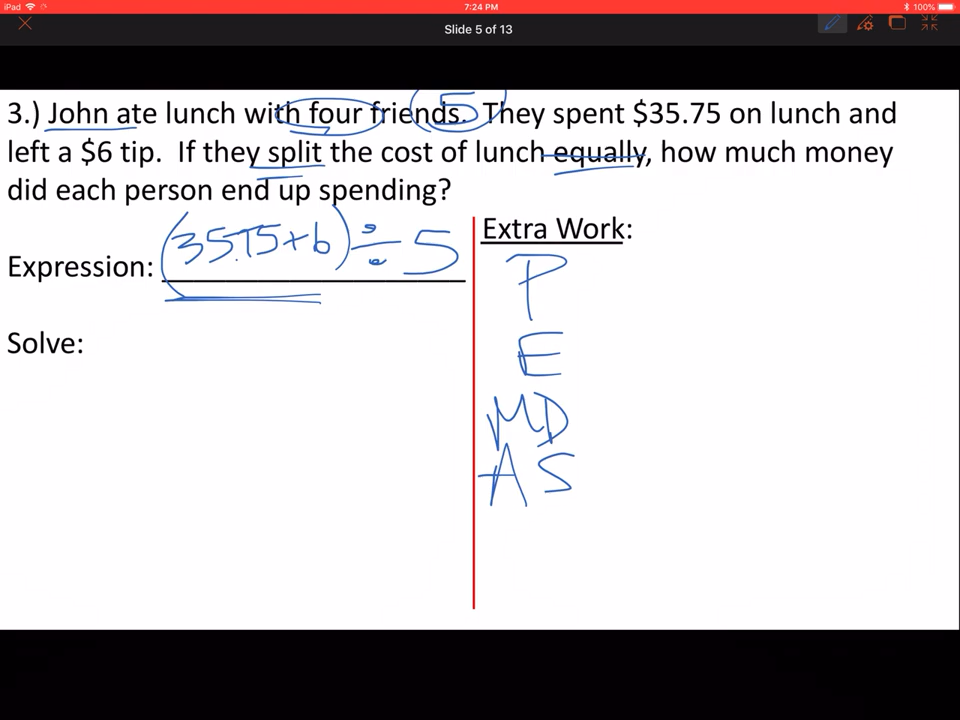 iPad 7:24 PM 100%
Slide 5 of 13
5
3.) John ate lunch with four friends. They spent $35.75 on lunch and
left a $6 tip. If they split the cost of lunch equally, how much money
did each person end up spending?
Expression: (35.75+6) ÷ 5
Solve:
Extra Work:
P
E
MD
AS